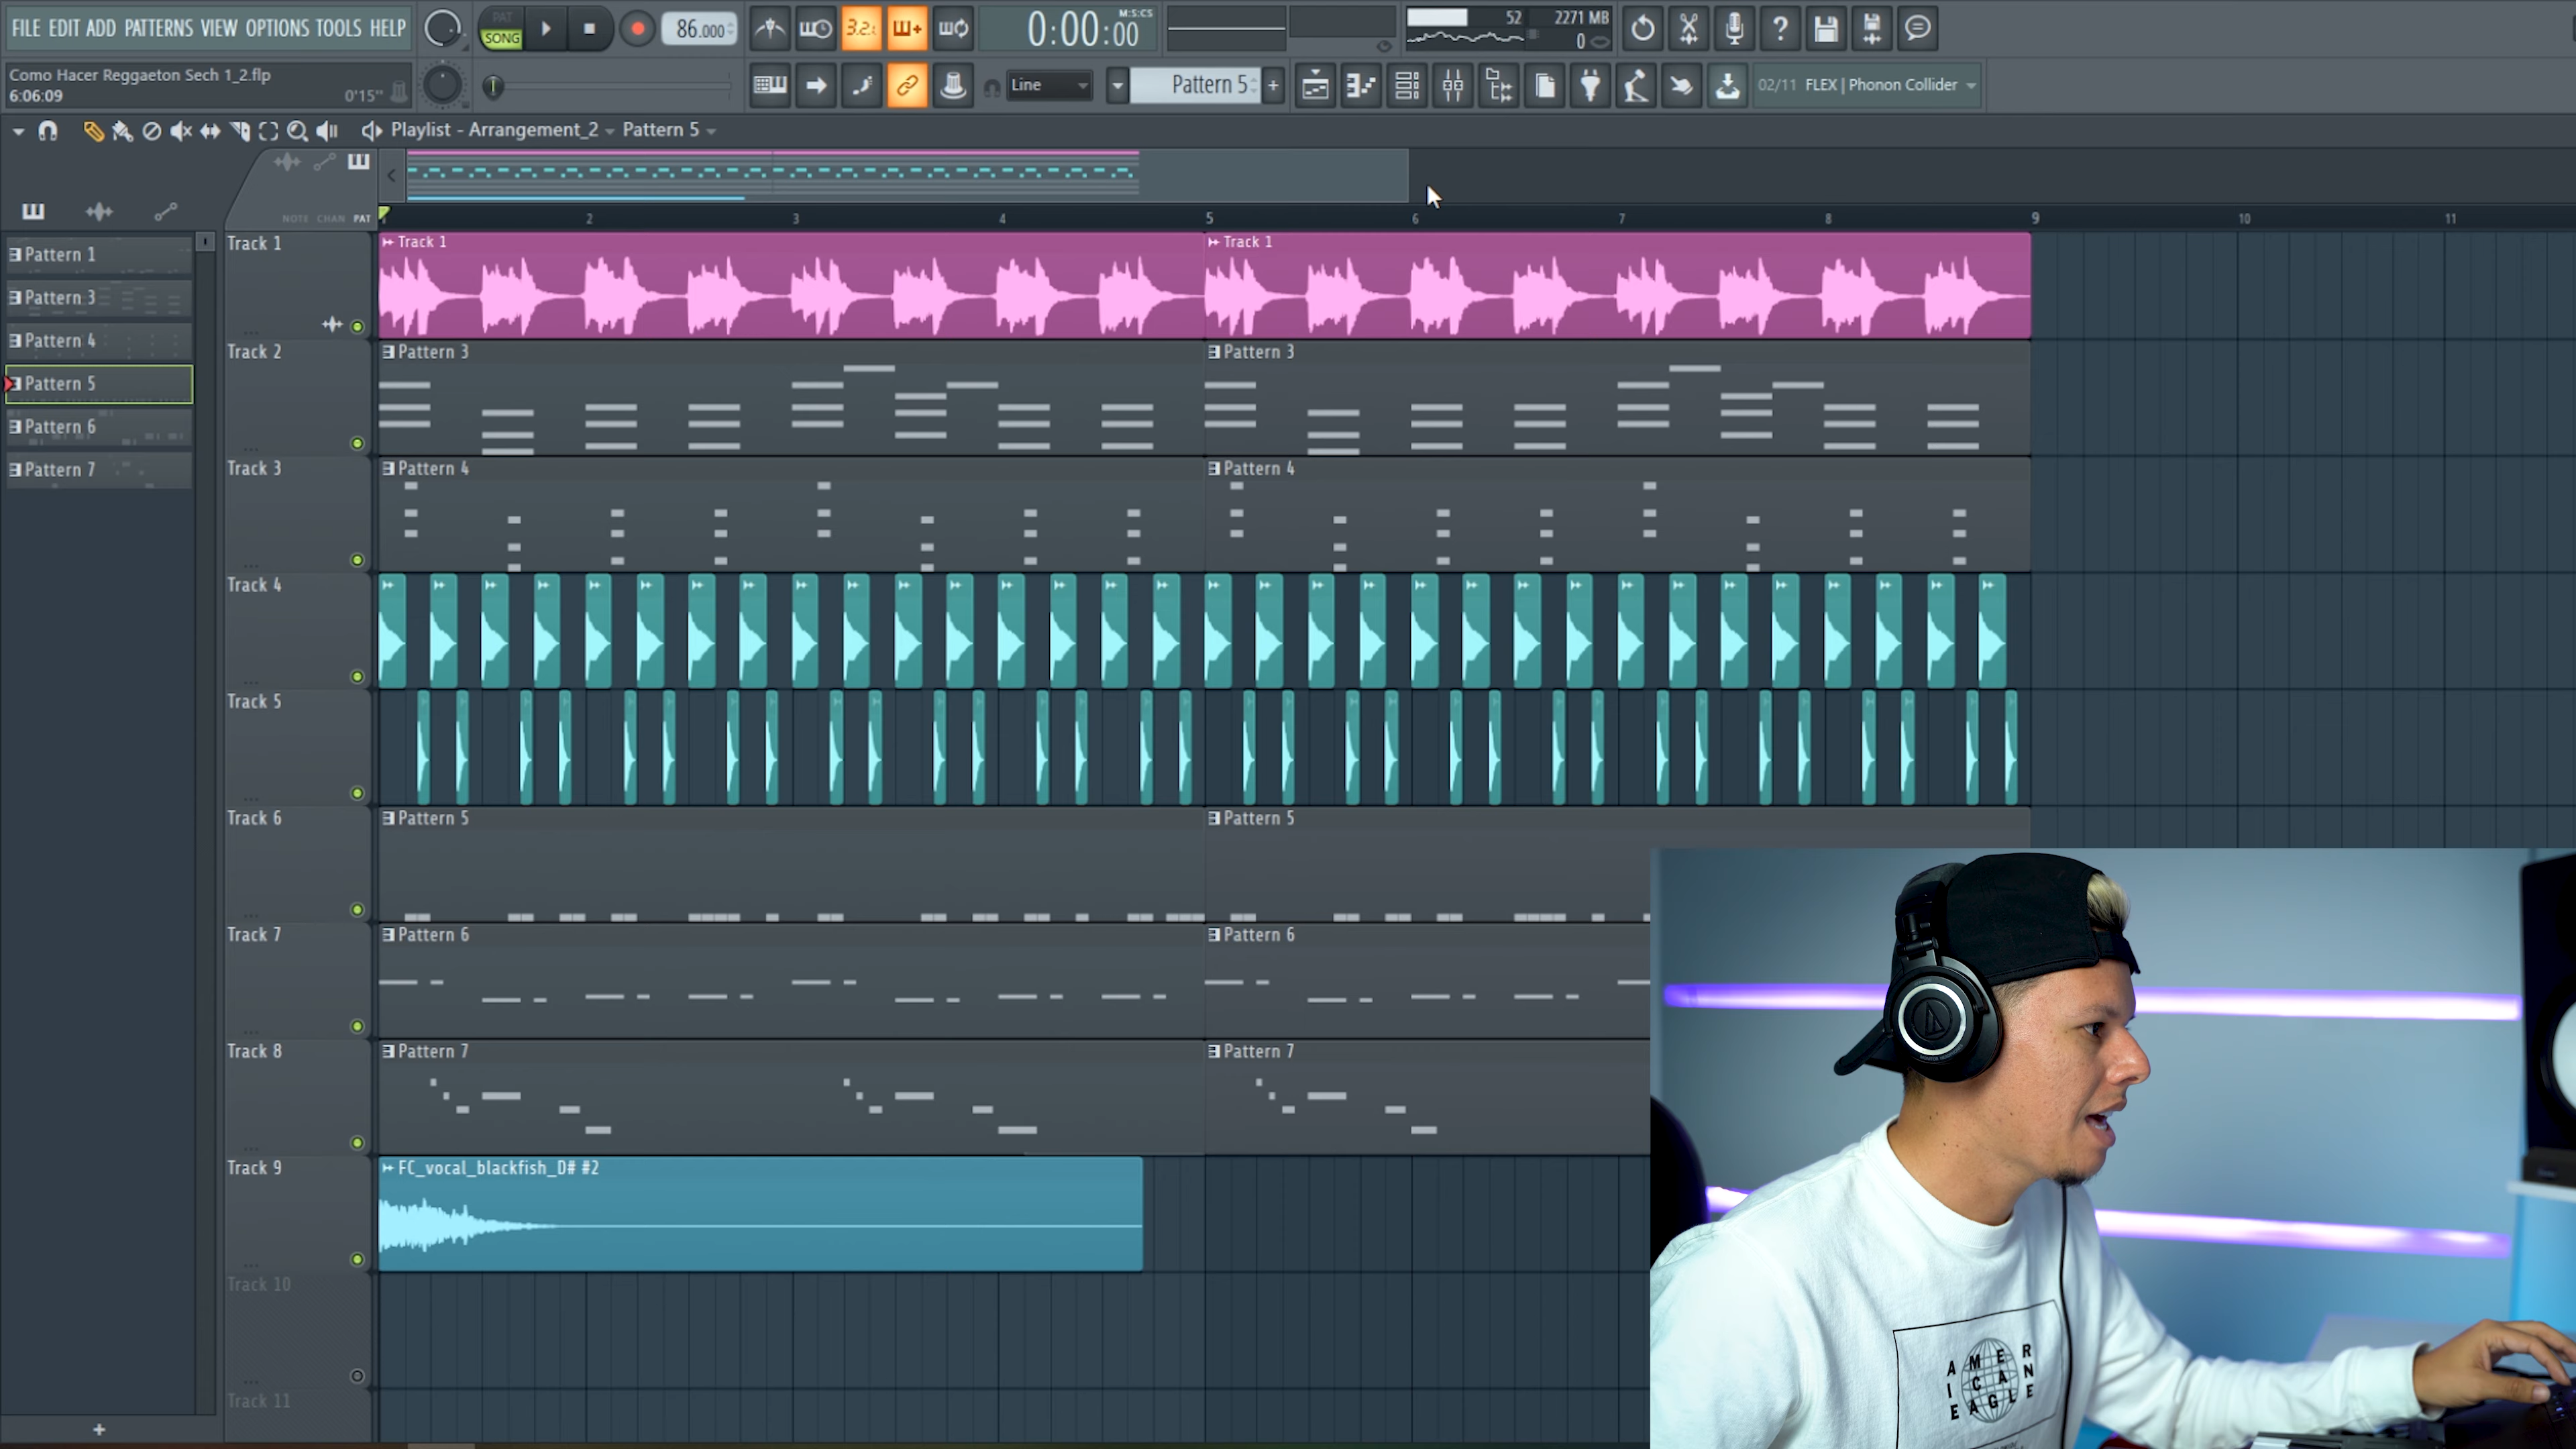 FILE EDIT ADD PATTERNS VIEW OPTIONS TOOLS HELP
PAT
SONG
86.000
3.2.
0:00:00
M:S:CS
52
2271 MB
0
Como Hacer Reggaeton Sech 1_2.flp
6:06:09
0'15"
Line
Pattern 5
+
02/11 FLEX | Phonon Collider
Playlist - Arrangement_2
Pattern 5
NOTE CHAN PAT
2 3 4 5 6 7 8 9 10 11
Pattern 1
Pattern 3
Pattern 4
Pattern 5
Pattern 6
Pattern 7
+
Track 1
Track 1
Track 1
Track 2
Pattern 3
Pattern 3
Track 3
Pattern 4
Pattern 4
Track 4
Track 5
Track 6
Pattern 5
Pattern 5
Track 7
Pattern 6
Pattern 6
Track 8
Pattern 7
Pattern 7
Track 9
FC_vocal_blackfish_D# #2
Track 10
Track 11
AMER
ICAN
EAGLE